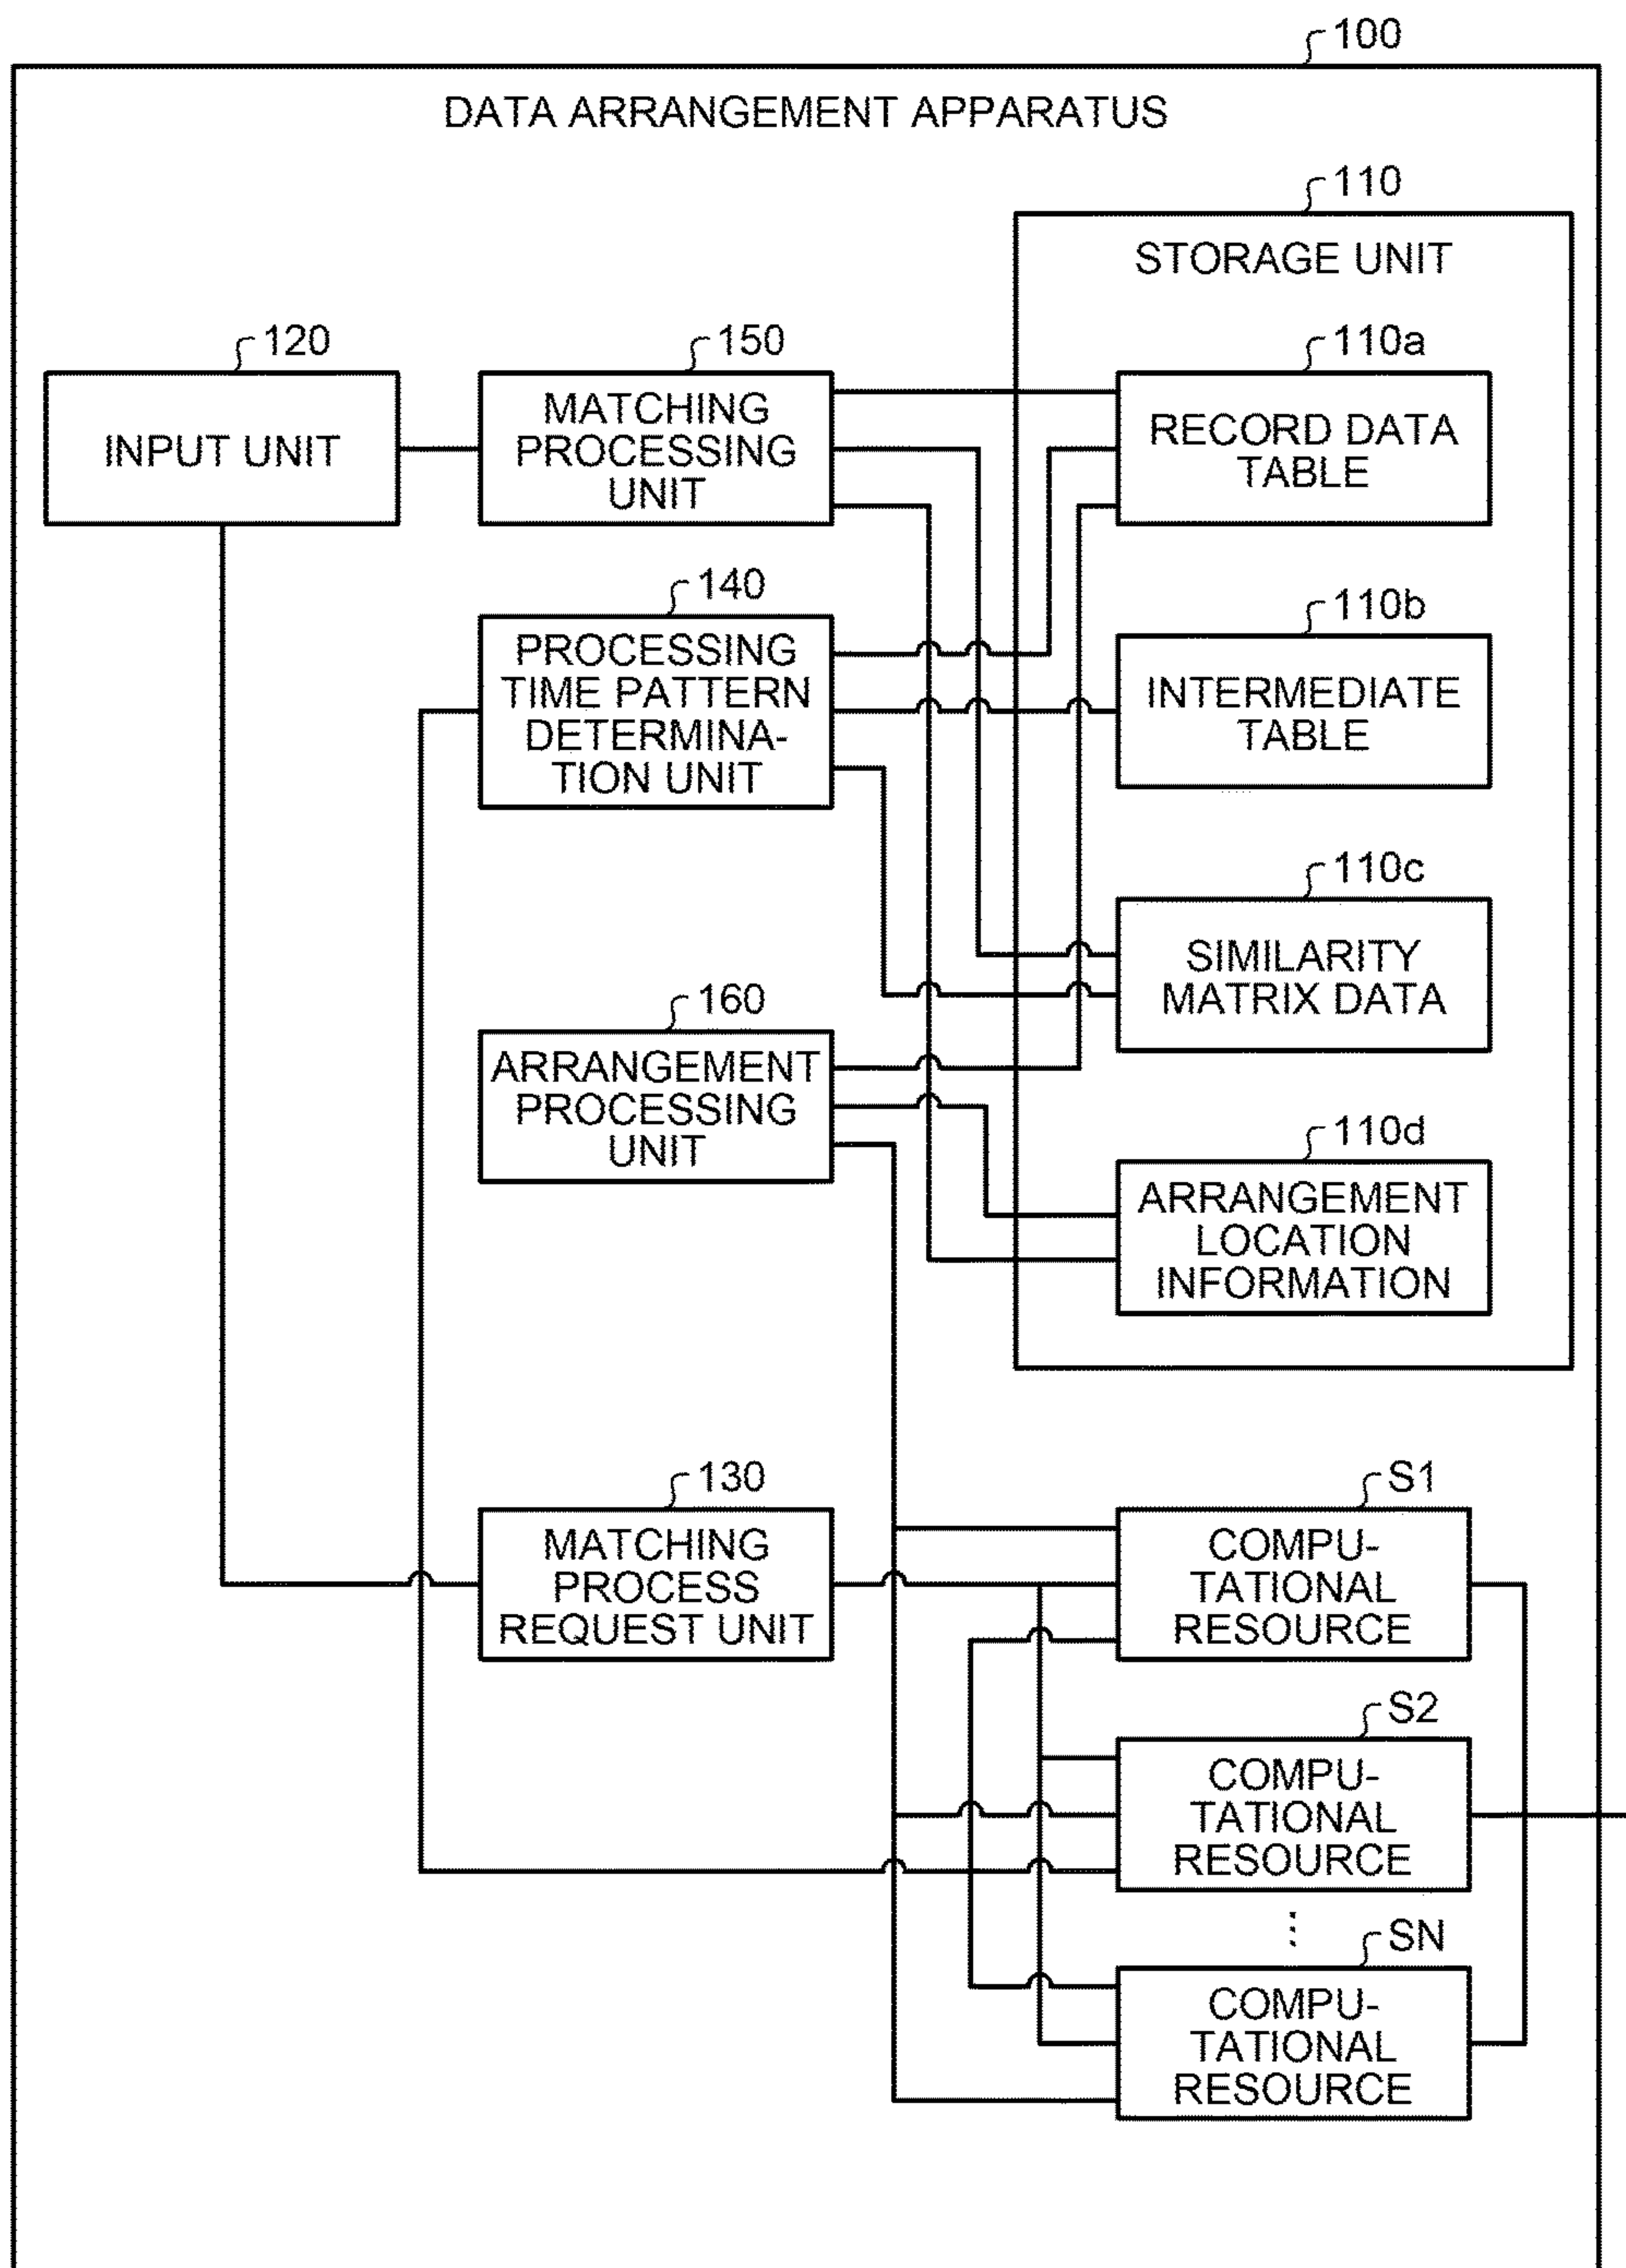 100
DATA ARRANGEMENT APPARATUS
110
STORAGE UNIT
120
INPUT UNIT
150
MATCHING
PROCESSING
UNIT
110a
RECORD DATA
TABLE
140
PROCESSING
TIME PATTERN
DETERMINA-
TION UNIT
110b
INTERMEDIATE
TABLE
110c
SIMILARITY
MATRIX DATA
160
ARRANGEMENT
PROCESSING
UNIT
110d
ARRANGEMENT
LOCATION
INFORMATION
130
MATCHING
PROCESS
REQUEST UNIT
S1
COMPU-
TATIONAL
RESOURCE
S2
COMPU-
TATIONAL
RESOURCE
SN
COMPU-
TATIONAL
RESOURCE